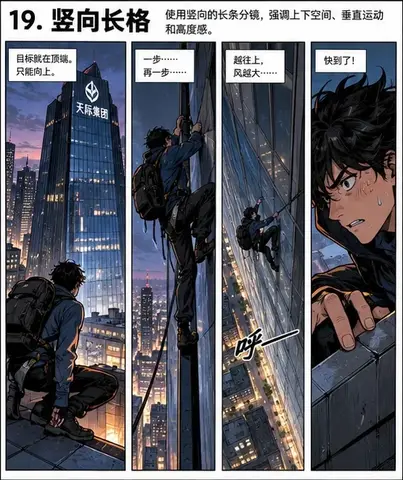 19. 竖向长格
使用竖向的长条分镜，强调上下空间、垂直运动
和高度感。
目标就在顶端。
只能向上。
天际集团
一步……
再一步……
越往上，
风越大……
呼
快到了！